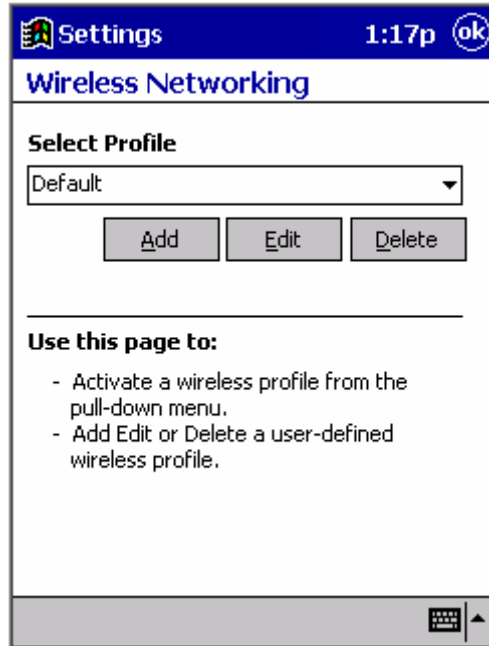 Settings 1:17p ok
Wireless Networking
Select Profile
Default
Add Edit Delete
Use this page to:
- Activate a wireless profile from the
pull-down menu.
- Add Edit or Delete a user-defined
wireless profile.